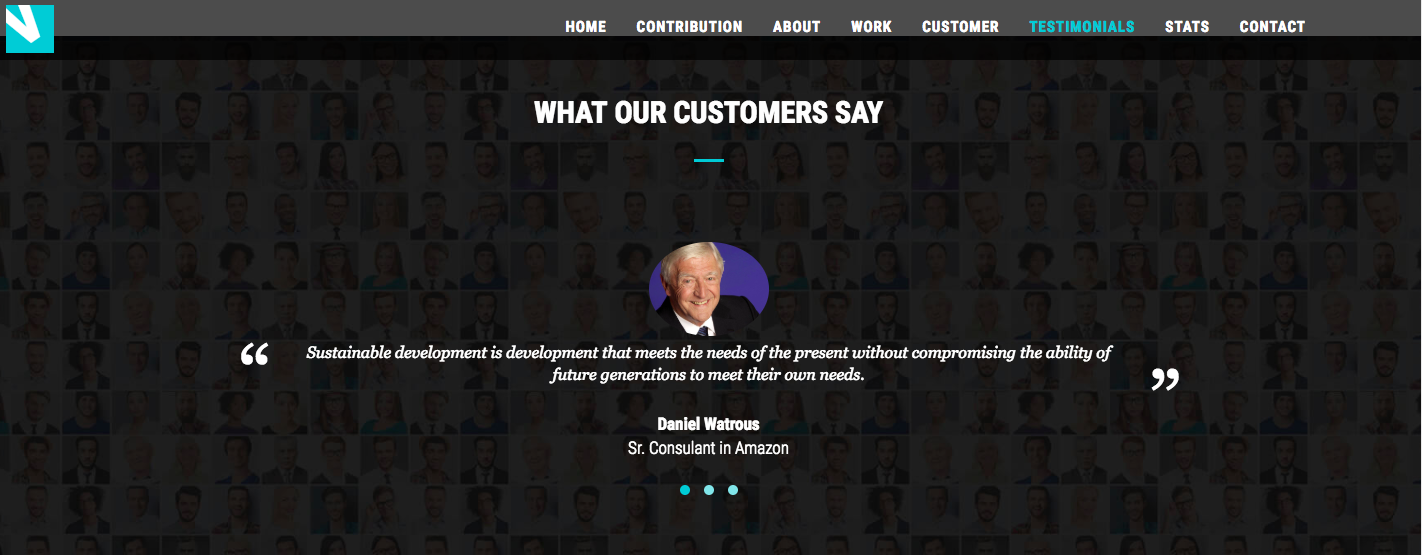 HOME CONTRIBUTION ABOUT WORK CUSTOMER TESTIMONIALS STATS CONTACT
WHAT OUR CUSTOMERS SAY
“ Sustainable development is development that meets the needs of the present without compromising the ability of
future generations to meet their own needs. ”
Daniel Watrous
Sr. Consulant in Amazon